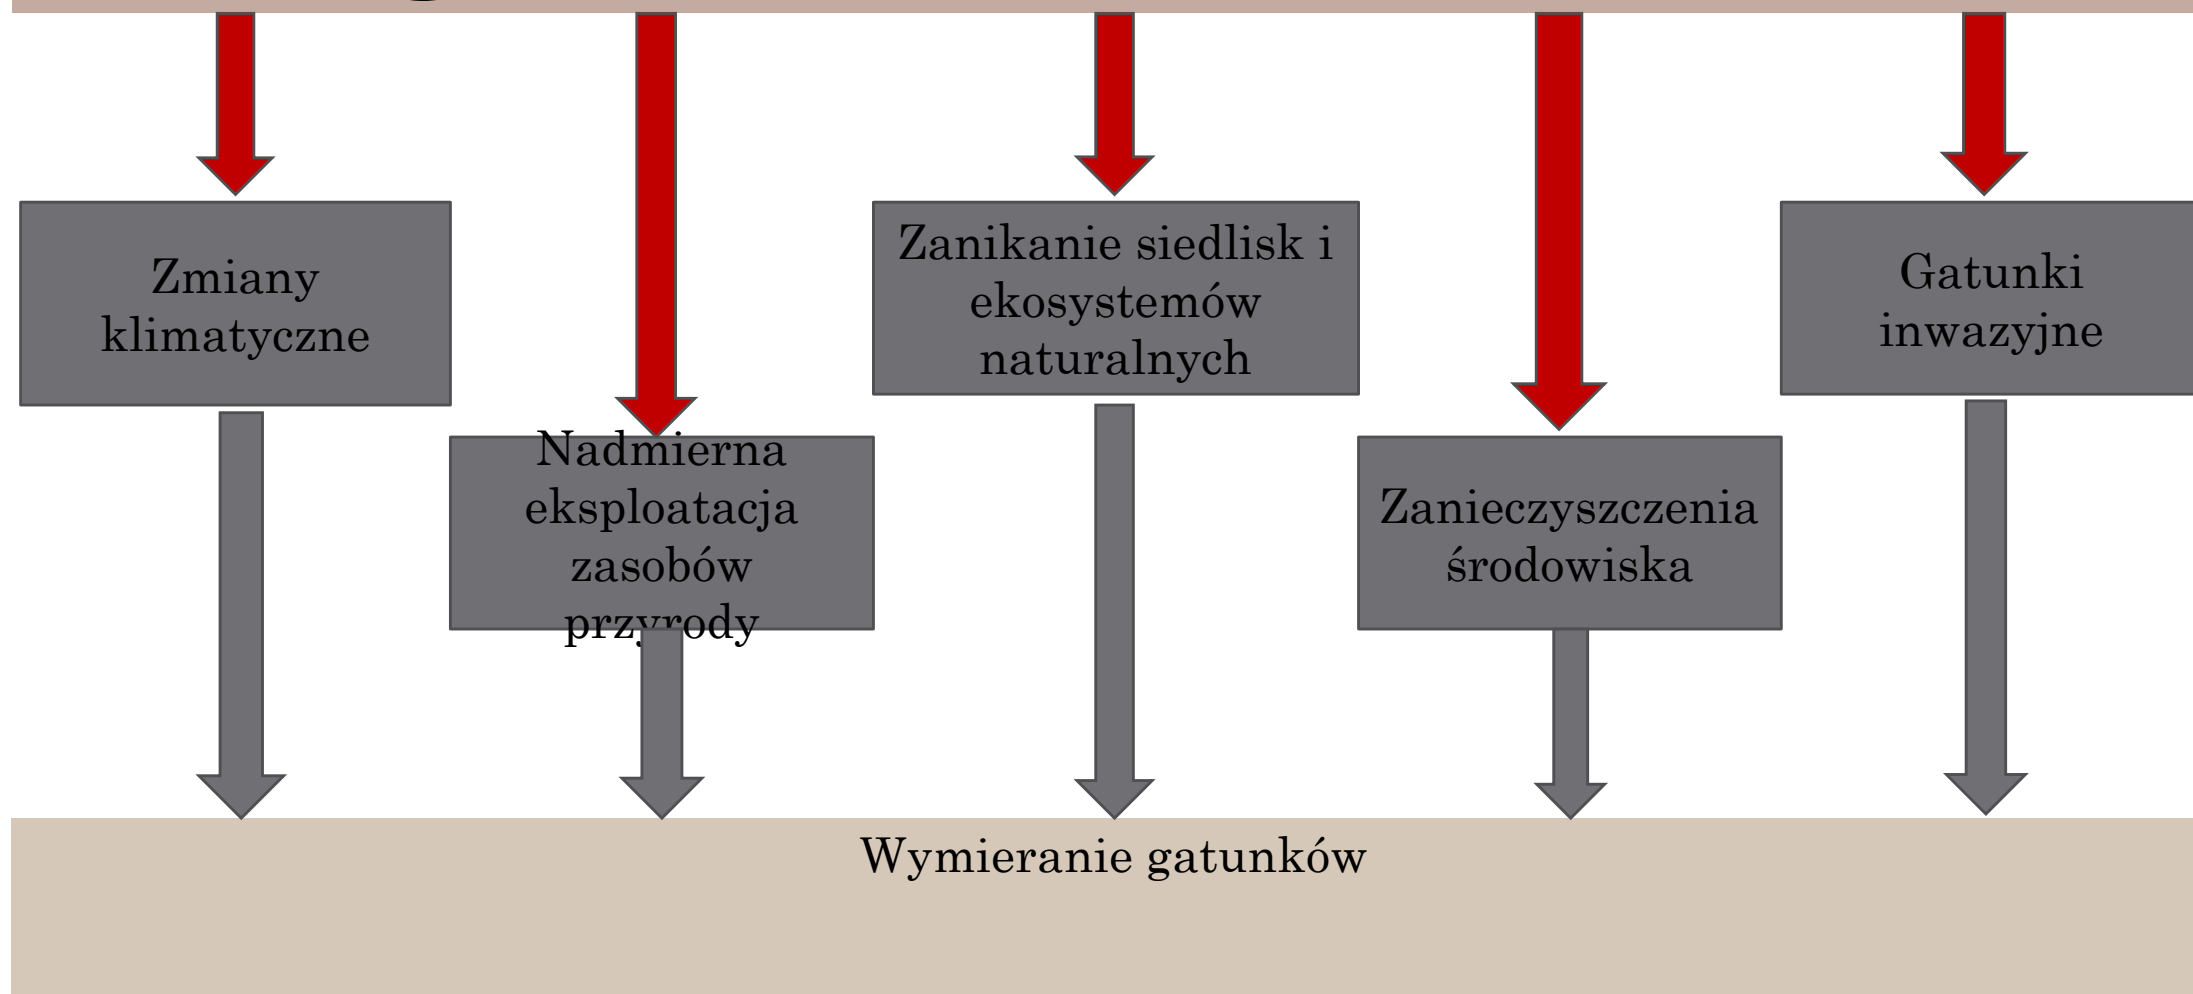 Zmiany
klimatyczne
Nadmierna
eksploatacja
zasobów
przyrody
Zanikanie siedlisk i
ekosystemów
naturalnych
Zanieczyszczenia
środowiska
Gatunki
inwazyjne
Wymieranie gatunków